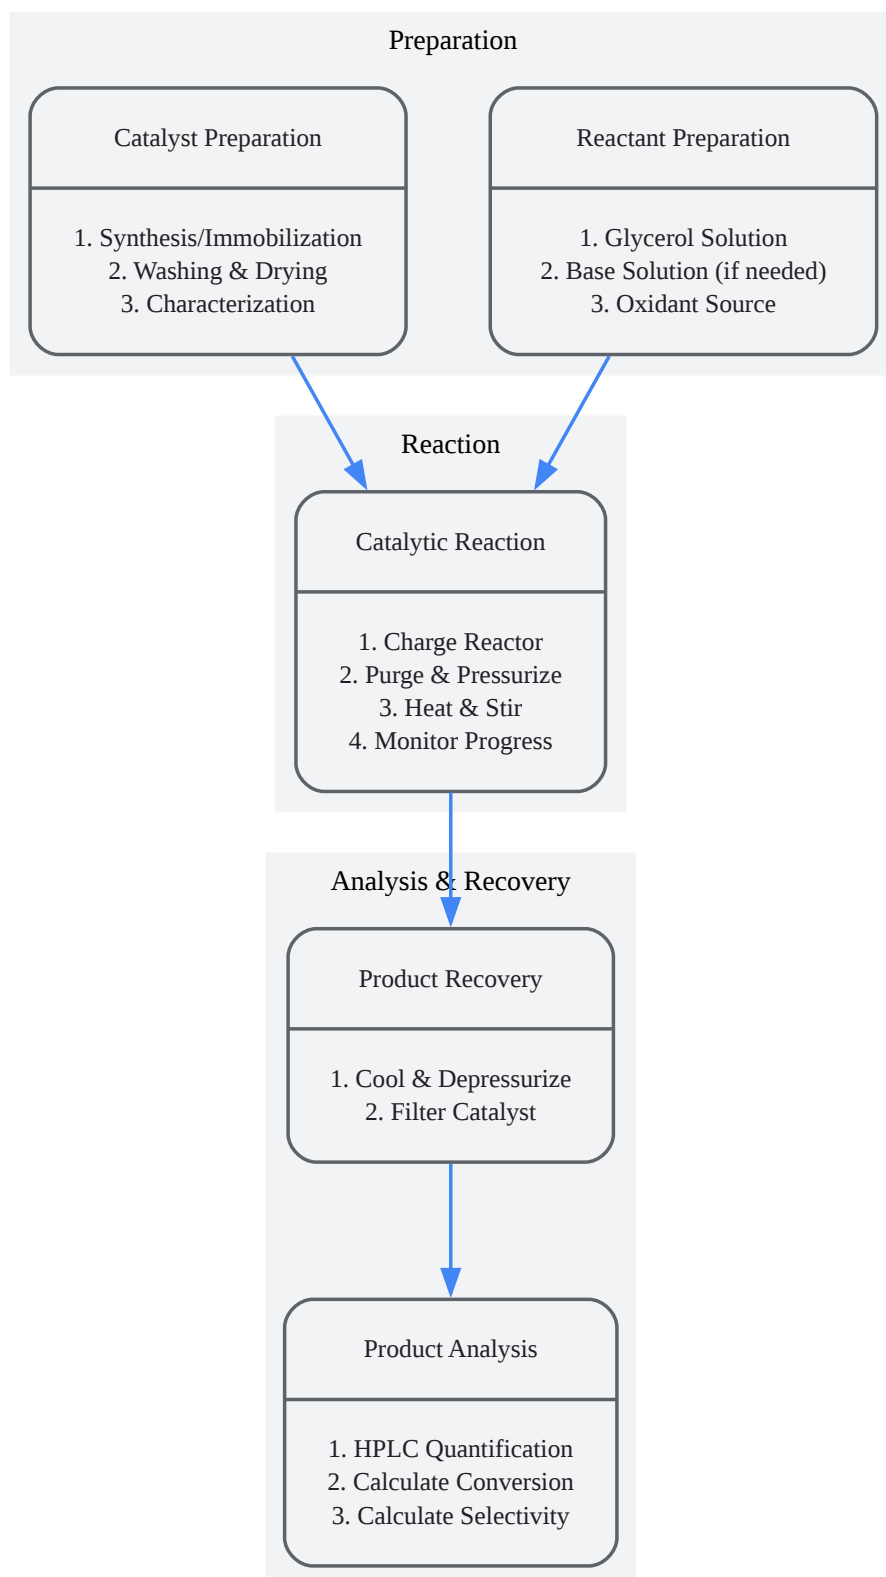 Preparation
Catalyst Preparation
1. Synthesis/Immobilization
2. Washing & Drying
3. Characterization
Reactant Preparation
1. Glycerol Solution
2. Base Solution (if needed)
3. Oxidant Source
Reaction
Catalytic Reaction
1. Charge Reactor
2. Purge & Pressurize
3. Heat & Stir
4. Monitor Progress
Analysis & Recovery
Product Recovery
1. Cool & Depressurize
2. Filter Catalyst
Product Analysis
1. HPLC Quantification
2. Calculate Conversion
3. Calculate Selectivity